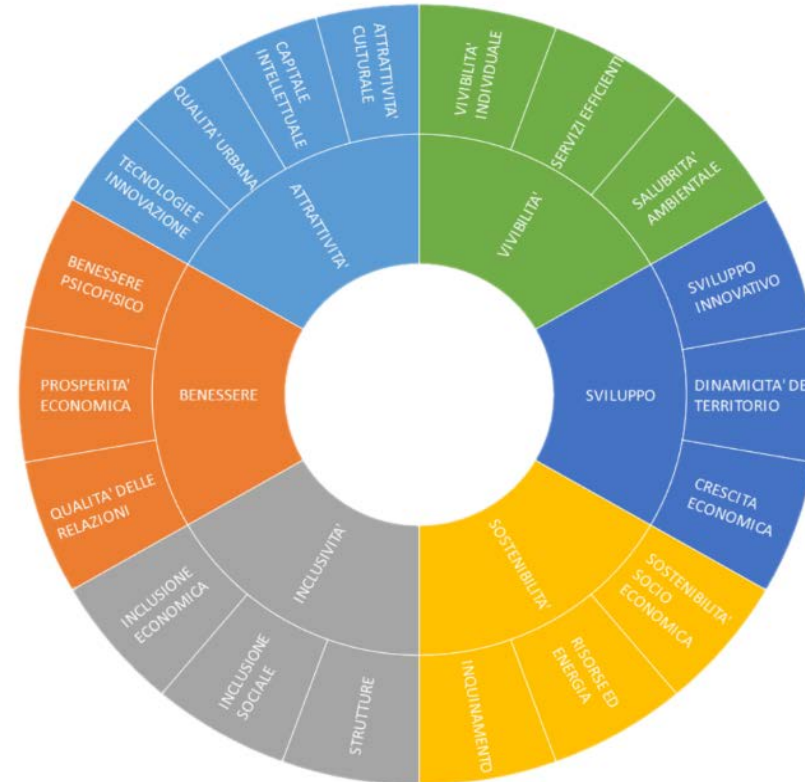 VIVIBILITA'
INDIVIDUALE
SERVIZI EFFICIENTI
SALUBRITA'
AMBIENTALE
VIVIBILITA'
SVILUPPO
INNOVATIVO
DINAMICITA' DE
TERRITORIO
CRESCITA
ECONOMICA
SVILUPPO
SOSTENIBILITA'
SOCIO
ECONOMICA
RISORSE ED
ENERGIA
INQUINAMENTO
SOSTENIBILITA'
STRUTTURE
INCLUSIONE
SOCIALE
INCLUSIONE
ECONOMICA
INCLUSIVITA'
QUALITA' DELLE
RELAZIONI
PROSPERITA'
ECONOMICA
BENESSERE
PSICOFISICO
BENESSERE
TECNOLOGIE E
INNOVAZIONE
QUALITA' URBANA
CAPITALE
INTELLETTUALE
ATTRATTIVITA'
CULTURALE
ATTRATTIVITA'